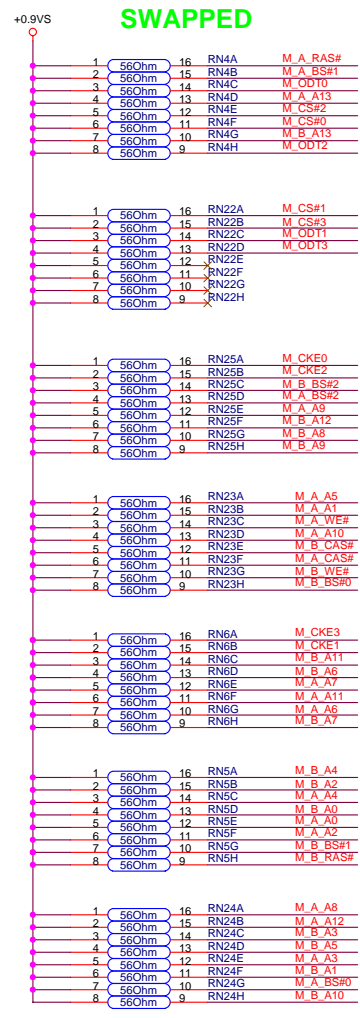 SWAPPED
+0.9VS
1 56Ohm 16 RN4A M_A_RAS#
2 56Ohm 15 RN4B M_A_BS#1
3 56Ohm 14 RN4C M_ODT0
4 56Ohm 13 RN4D M_A_A13
5 56Ohm 12 RN4E M_CS#2
6 56Ohm 11 RN4F M_CS#0
7 56Ohm 10 RN4G M_B_A13
8 56Ohm 9 RN4H M_ODT2
1 56Ohm 16 RN22A M_CS#1
2 56Ohm 15 RN22B M_CS#3
3 56Ohm 14 RN22C M_ODT1
4 56Ohm 13 RN22D M_ODT3
5 56Ohm 12 RN22E
6 56Ohm 11 RN22F
7 56Ohm 10 RN22G
8 56Ohm 9 RN22H
1 56Ohm 16 RN25A M_CKE0
2 56Ohm 15 RN25B M_CKE2
3 56Ohm 14 RN25C M_B_BS#2
4 56Ohm 13 RN25D M_A_BS#2
5 56Ohm 12 RN25E M_A_A9
6 56Ohm 11 RN25F M_B_A12
7 56Ohm 10 RN25G M_B_A8
8 56Ohm 9 RN25H M_B_A9
1 56Ohm 16 RN23A M_A_A5
2 56Ohm 15 RN23B M_A_A1
3 56Ohm 14 RN23C M_A_WE#
4 56Ohm 13 RN23D M_A_A10
5 56Ohm 12 RN23E M_B_CAS#
6 56Ohm 11 RN23F M_A_CAS#
7 56Ohm 10 RN23G M_B_WE#
8 56Ohm 9 RN23H M_B_BS#0
1 56Ohm 16 RN6A M_CKE3
2 56Ohm 15 RN6B M_CKE1
3 56Ohm 14 RN6C M_B_A11
4 56Ohm 13 RN6D M_B_A6
5 56Ohm 12 RN6E M_A_A7
6 56Ohm 11 RN6F M_A_A11
7 56Ohm 10 RN6G M_A_A6
8 56Ohm 9 RN6H M_B_A7
1 56Ohm 16 RN5A M_B_A4
2 56Ohm 15 RN5B M_B_A2
3 56Ohm 14 RN5C M_A_A4
4 56Ohm 13 RN5D M_B_A0
5 56Ohm 12 RN5E M_A_A0
6 56Ohm 11 RN5F M_A_A2
7 56Ohm 10 RN5G M_B_BS#1
8 56Ohm 9 RN5H M_B_RAS#
1 56Ohm 16 RN24A M_A_A8
2 56Ohm 15 RN24B M_A_A12
3 56Ohm 14 RN24C M_B_A3
4 56Ohm 13 RN24D M_B_A5
5 56Ohm 12 RN24E M_A_A3
6 56Ohm 11 RN24F M_B_A1
7 56Ohm 10 RN24G M_A_BS#0
8 56Ohm 9 RN24H M_B_A10